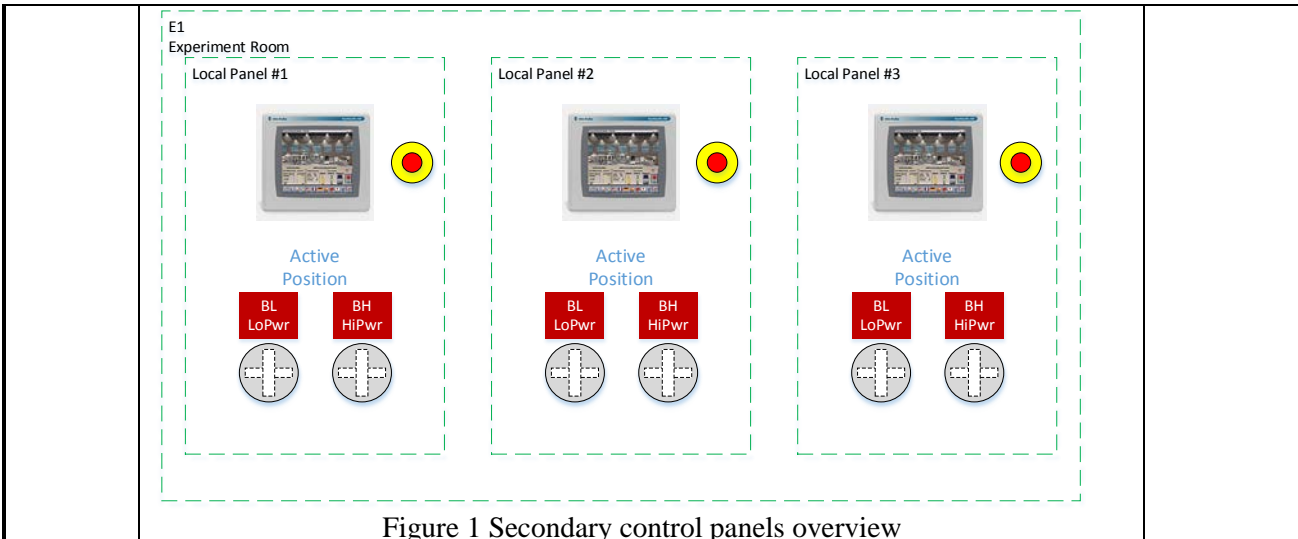 E1
Experiment Room
Local Panel #1
Local Panel #2
Local Panel #3
Active
Position
Active
Position
Active
Position
BL
LoPwr
BH
HiPwr
BL
LoPwr
BH
HiPwr
BL
LoPwr
BH
HiPwr
Figure 1 Secondary control panels overview